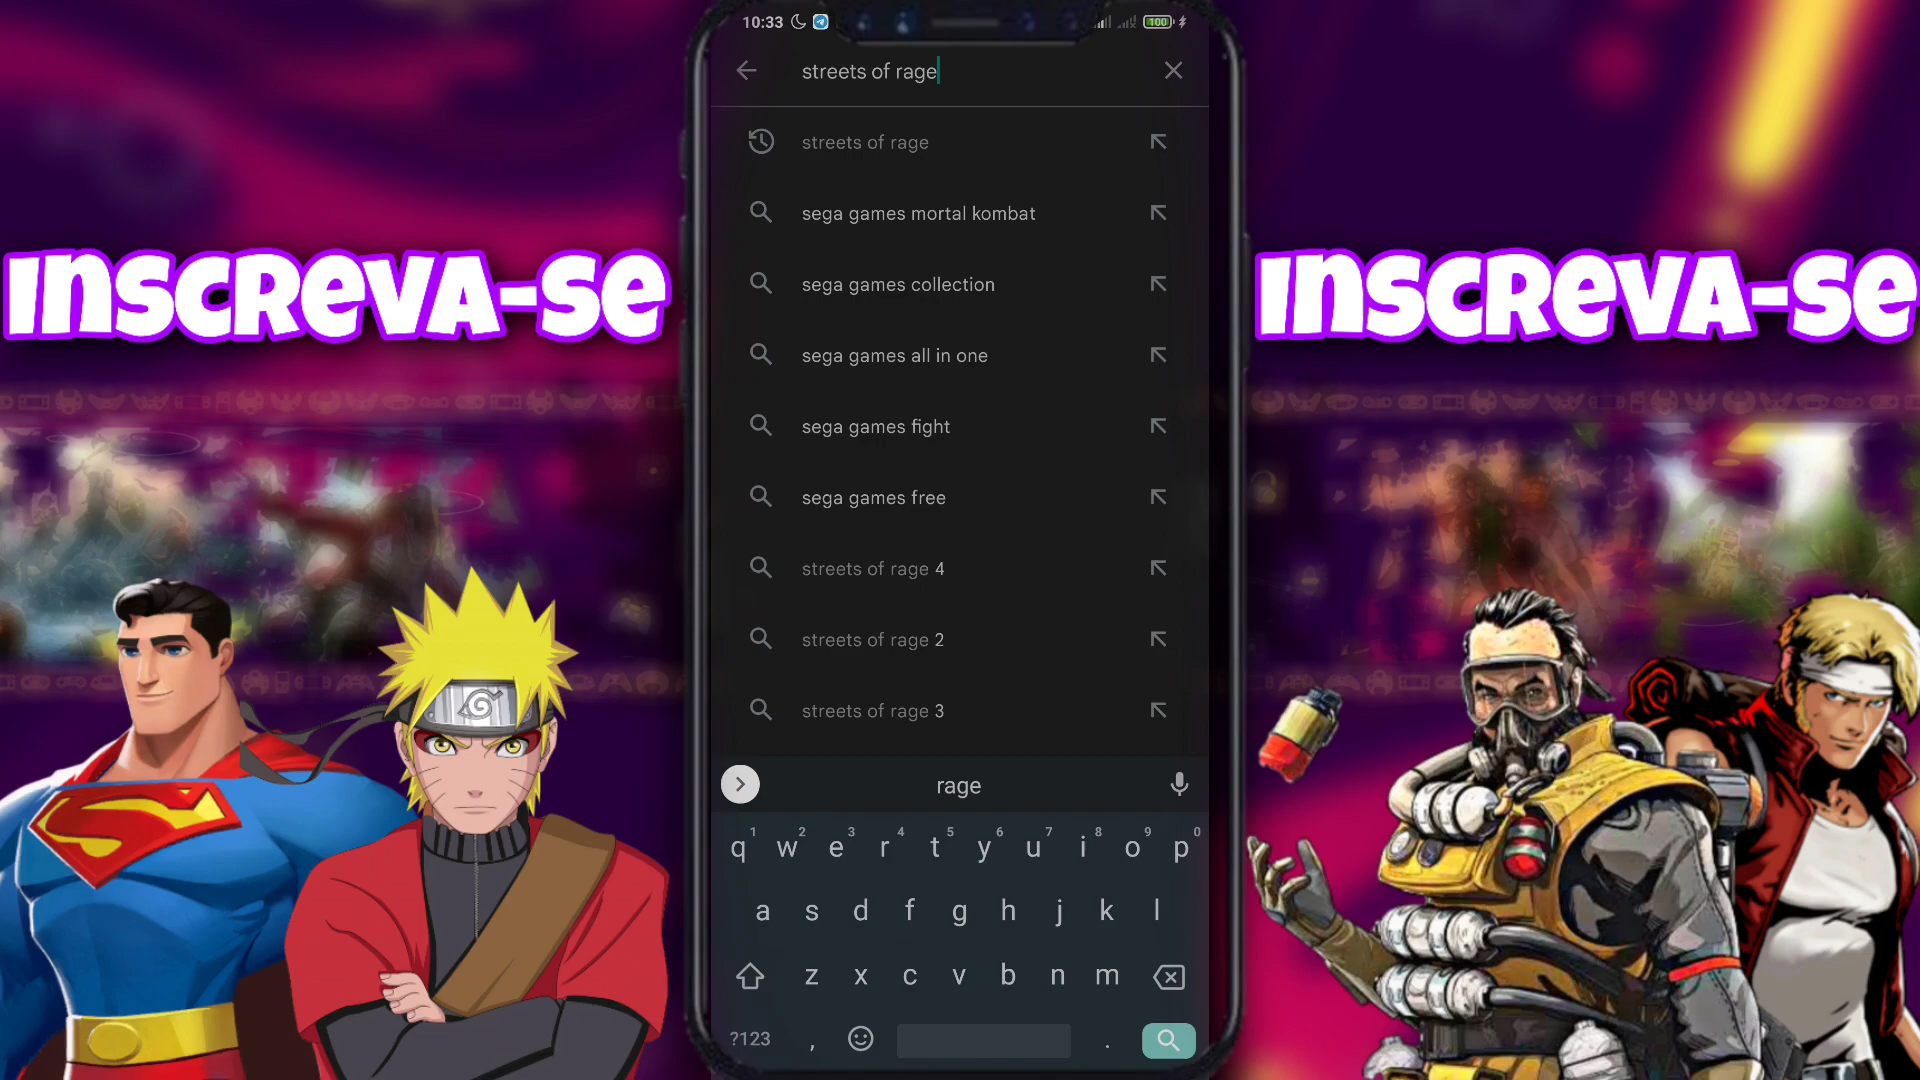 10:33
100
streets of rage
streets of rage
sega games mortal kombat
sega games collection
sega games all in one
sega games fight
sega games free
streets of rage 4
streets of rage 2
streets of rage 3
Inscreva-se
Inscreva-se
rage
1 2 3 4 5 6 7 8 9 0
q w e r t y u i o p
a s d f g h j k l
z x c v b n m
?123 , .
S